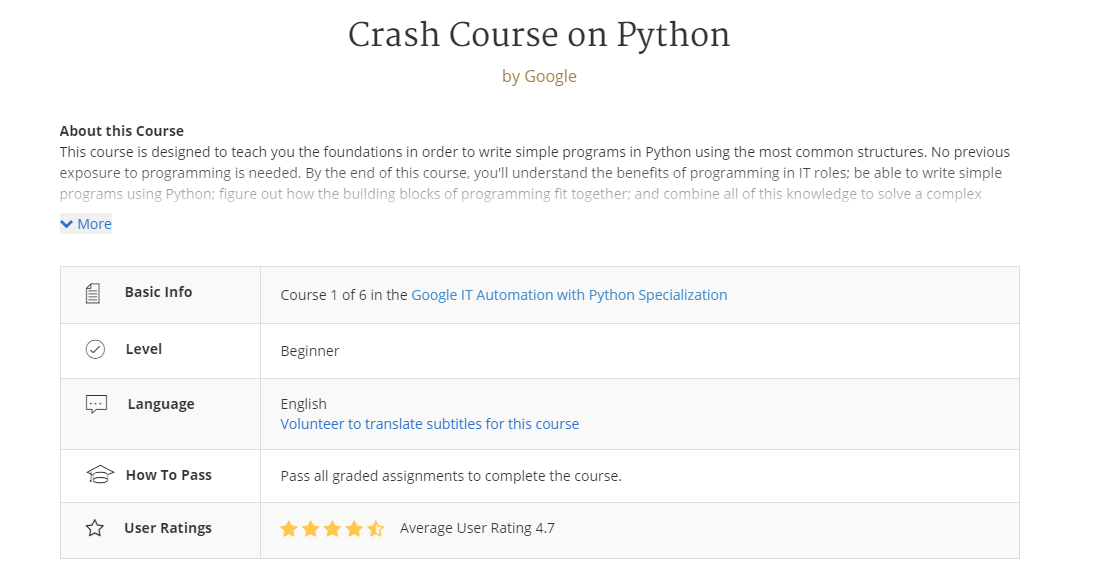 Crash Course on Python
by Google
About this Course
This course is designed to teach you the foundations in order to write simple programs in Python using the most common structures. No previous
exposure to programming is needed. By the end of this course, you'll understand the benefits of programming in IT roles; be able to write simple
programs using Python; figure out how the building blocks of programming fit together; and combine all of this knowledge to solve a complex
More
Basic Info
Course 1 of 6 in the Google IT Automation with Python Specialization
Level
Beginner
Language
English
Volunteer to translate subtitles for this course
How To Pass
Pass all graded assignments to complete the course.
User Ratings
Average User Rating 4.7